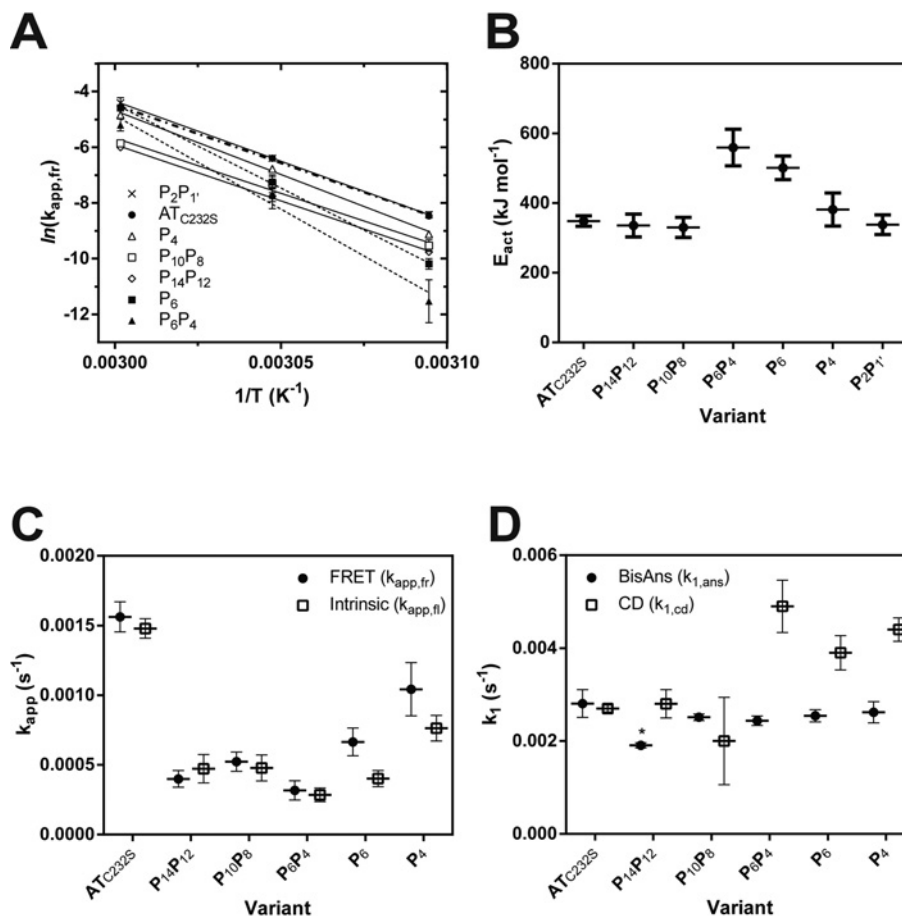 A
ln(k_app,fr)
-4
-6
-8
-10
-12
P2P1'
ATC232S
P4
P10P8
P14P12
P6
P6P4
0.00300 0.00305 0.00310
1/T (K⁻¹)
B
Eact (kJ mol⁻¹)
800
600
400
200
0
ATC232S P14P12 P10P8 P6P4 P6 P4 P2P1'
Variant
C
k_app (s⁻¹)
0.0020
0.0015
0.0010
0.0005
0.0000
FRET (k_app,fr)
Intrinsic (k_app,fl)
ATC232S P14P12 P10P8 P6P4 P6 P4
Variant
D
k1 (s⁻¹)
0.006
0.004
0.002
0.000
BisAns (k1,ans)
CD (k1,cd)
*
ATC232S P14P12 P10P8 P6P4 P6 P4
Variant